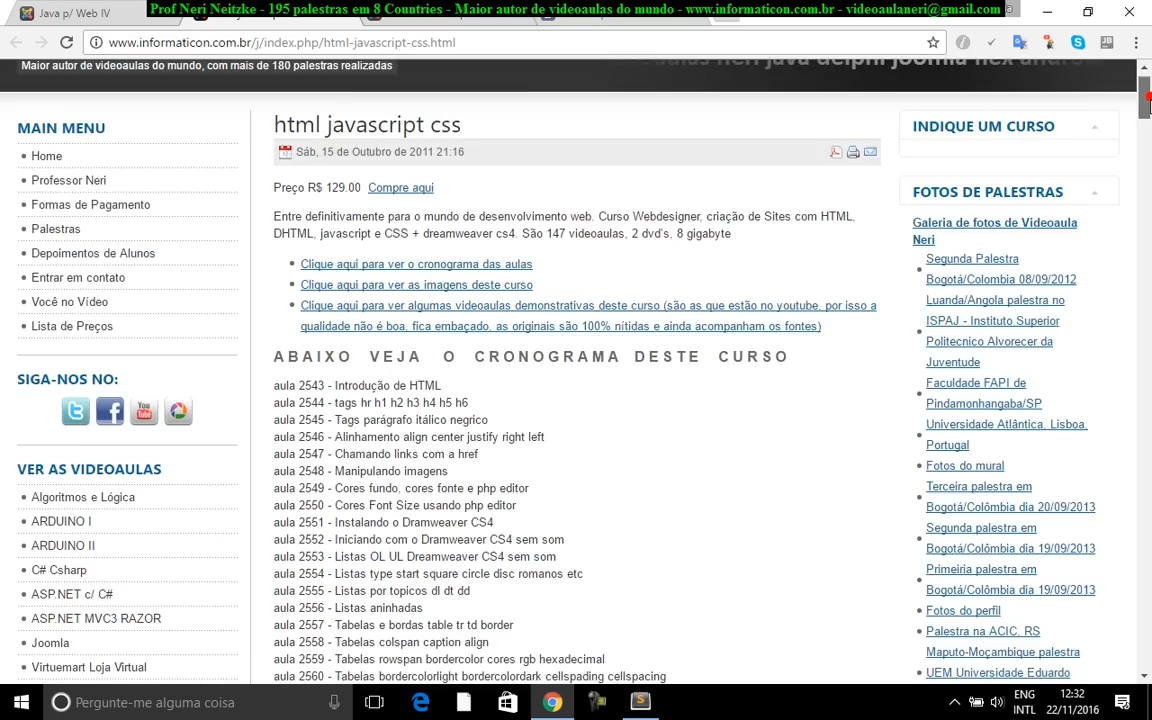 Java p/ Web IV
Prof Neri Neitzke - 195 palestras em 8 Countries - Maior autor de videoaulas do mundo - www.informaticon.com.br - videoaulaneri@gmail.com
www.informaticon.com.br/j/index.php/html-javascript-css.html
Maior autor de videoaulas do mundo, com mais de 180 palestras realizadas
MAIN MENU
Home
Professor Neri
Formas de Pagamento
Palestras
Depoimentos de Alunos
Entrar em contato
Você no Vídeo
Lista de Preços
SIGA-NOS NO:
VER AS VIDEOAULAS
Algoritmos e Lógica
ARDUINO I
ARDUINO II
C# Csharp
ASP.NET c/ C#
ASP.NET MVC3 RAZOR
Joomla
Virtuemart Loja Virtual
html javascript css
Sáb, 15 de Outubro de 2011 21:16
Preço R$ 129.00 Compre aqui
Entre definitivamente para o mundo de desenvolvimento web. Curso Webdesigner, criação de Sites com HTML,
DHTML, javascript e CSS + dreamweaver cs4. São 147 videoaulas, 2 dvd's, 8 gigabyte
Clique aqui para ver o cronograma das aulas
Clique aqui para ver as imagens deste curso
Clique aqui para ver algumas videoaulas demonstrativas deste curso (são as que estão no youtube, por isso a
qualidade não é boa, fica embaçado, as originais são 100% nítidas e ainda acompanham os fontes)
ABAIXO VEJA O CRONOGRAMA DESTE CURSO
aula 2543 - Introdução de HTML
aula 2544 - tags hr h1 h2 h3 h4 h5 h6
aula 2545 - Tags parágrafo itálico negrico
aula 2546 - Alinhamento align center justify right left
aula 2547 - Chamando links com a href
aula 2548 - Manipulando imagens
aula 2549 - Cores fundo, cores fonte e php editor
aula 2550 - Cores Font Size usando php editor
aula 2551 - Instalando o Dramweaver CS4
aula 2552 - Iniciando com o Dramweaver CS4 sem som
aula 2553 - Listas OL UL Dreamweaver CS4 sem som
aula 2554 - Listas type start square circle disc romanos etc
aula 2555 - Listas por topicos dl dt dd
aula 2556 - Listas aninhadas
aula 2557 - Tabelas e bordas table tr td border
aula 2558 - Tabelas colspan caption align
aula 2559 - Tabelas rowspan bordercolor cores rgb hexadecimal
aula 2560 - Tabelas bordercolorlight bordercolordark cellspading cellspacing
INDIQUE UM CURSO
FOTOS DE PALESTRAS
Galeria de fotos de Videoaula
Neri
Segunda Palestra
Bogotá/Colombia 08/09/2012
Luanda/Angola palestra no
ISPAJ - Instituto Superior
Politecnico Alvorecer da
Juventude
Faculdade FAPI de
Pindamonhangaba/SP
Universidade Atlântica, Lisboa,
Portugal
Fotos do mural
Terceira palestra em
Bogotá/Colômbia dia 20/09/2013
Segunda palestra em
Bogotá/Colômbia dia 19/09/2013
Primeiria palestra em
Bogotá/Colômbia dia 19/09/2013
Fotos do perfil
Palestra na ACIC, RS
Maputo-Moçambique palestra
UEM Universidade Eduardo
Pergunte-me alguma coisa
ENG
INTL
12:32
22/11/2016